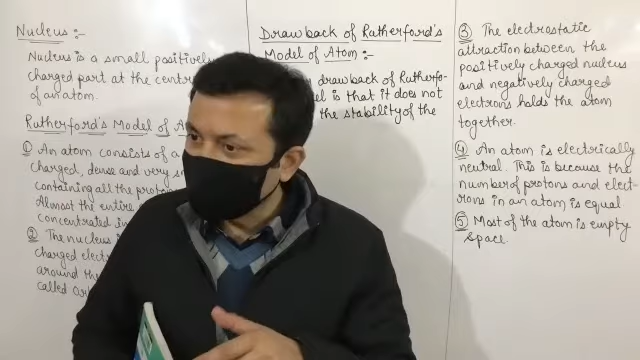 Nucleus :-
Nucleus is a small positively
charged part at the centr
of an atom.
Rutherford's Model of A
① An atom consists of a
charged, dense and very s
containing all the proto
Almost the entire
concentrated in
② The nucleus i
charged elect
around the
called
Drawback of Rutherford's
Model of Atom :-
drawback of Rutherfo-
is that it does not
the stability of the
③ The electrostatic
attraction between the
positively charged nucleus
and negatively charged
electrons holds the atom
together.
④ An atom is electrically
neutral. This is because the
number of protons and elect-
rons in an atom is equal
⑤ Most of the atom is empty
space.